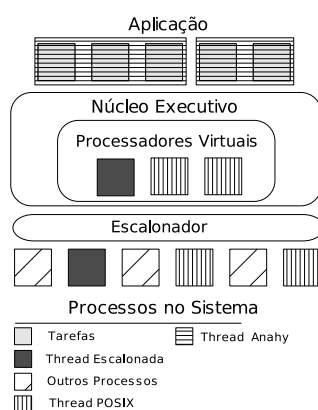 Aplicação
Núcleo Executivo
Processadores Virtuais
Escalonador
Processos no Sistema
Tarefas
Thread Anahy
Thread Escalonada
Outros Processos
Thread POSIX